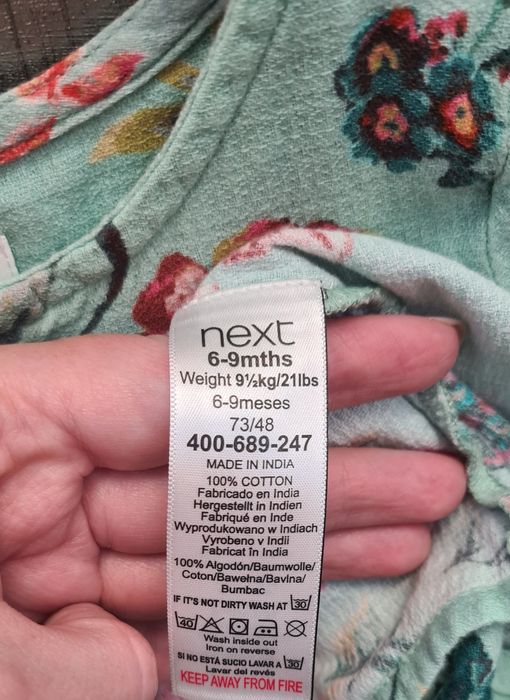 next
6-9mths
Weight 9½kg/21lbs
6-9meses
73/48
400-689-247
MADE IN INDIA
100% COTTON
Fabricado en India
Hergestellt in Indien
Fabriqué en Inde
Wyprodukowano w Indiach
Vyrobeno v Indii
Fabricat în India
100% Algodón/Baumwolle/
Coton/Bawełna/Bavlna/
Bumbac
IF IT'S NOT DIRTY WASH AT 30
40
Wash inside out
Iron on reverse
SI NO ESTÁ SUCIO LAVAR A 30
Lavar del revés
KEEP AWAY FROM FIRE